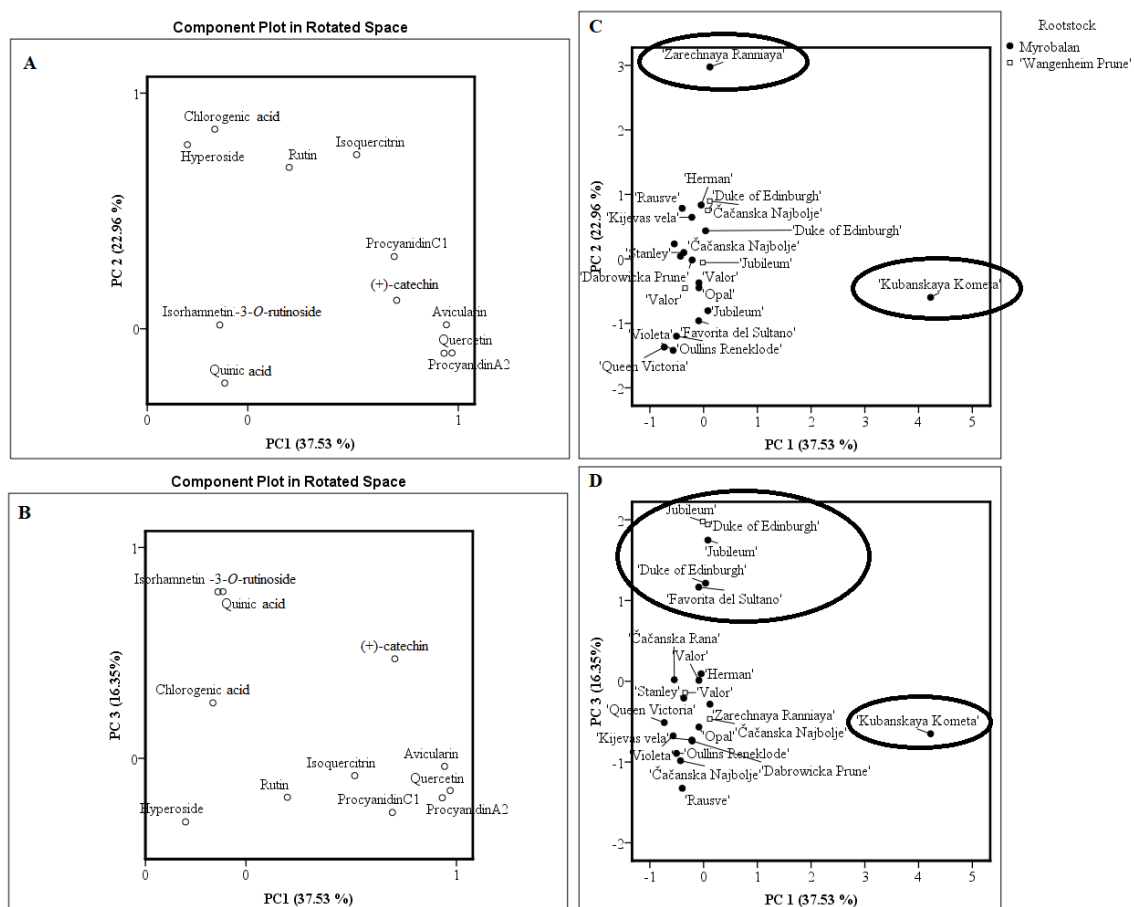 Component Plot in Rotated Space
A
1
Chlorogenic acid
Isoquercitrin
Hyperoside
Rutin
ProcyanidinC1
(+)-catechin
Isorhamnetin -3-O-rutinoside
Avicularin
Quercetin
ProcyanidinA2
Quinic acid
0
0
0
1
PC 2 (22.96 %)
PC1 (37.53 %)
C
Rootstock
Myrobalan
'Wangenheim Prune'
'Zarechnaya Ranniaya'
3
2
'Herman'
1
'Rausve'
'Duke of Edinburgh'
'Kijevas vela'
'Čačanska Najbolje'
'Duke of Edinburgh'
'Stanley'
'Čačanska Najbolje'
0
'Jubileum'
'Dabrowicka Prune'
'Valor'
'Kubanskaya Kometa'
'Valor'
'Opal'
'Jubileum'
-1
'Violeta'
'Favorita del Sultano'
'Oullins Reneklode'
'Queen Victoria'
-2
-1
0
1
2
3
4
5
PC 2 (22.96 %)
PC 1 (37.53 %)
Component Plot in Rotated Space
B
1
Isorhamnetin -3-O-rutinoside
Quinic acid
(+)-catechin
Chlorogenic acid
0
Avicularin
Isoquercitrin
Quercetin
Rutin
ProcyanidinC1
ProcyanidinA2
Hyperoside
0
0
1
PC 3 (16.35%)
PC1 (37.53 %)
D
Jubileum'
2
'Duke of Edinburgh'
'Jubileum'
'Duke of Edinburgh'
1
'Favorita del Sultano'
'Čačanska Rana'
'Valor'
'Herman'
0
'Stanley'
'Valor'
'Queen Victoria'
'Zarechnaya Ranniaya'
'Kubanskaya Kometa'
'Kijevas vela'
'Opal'
'Čačanska Najbolje'
'Violeta'
'Oullins Reneklode'
-1
'Čačanska Najbolje'
'Dabrowicka Prune'
'Rausve'
-2
-1
0
1
2
3
4
5
PC 3 (16.35%)
PC 1 (37.53 %)